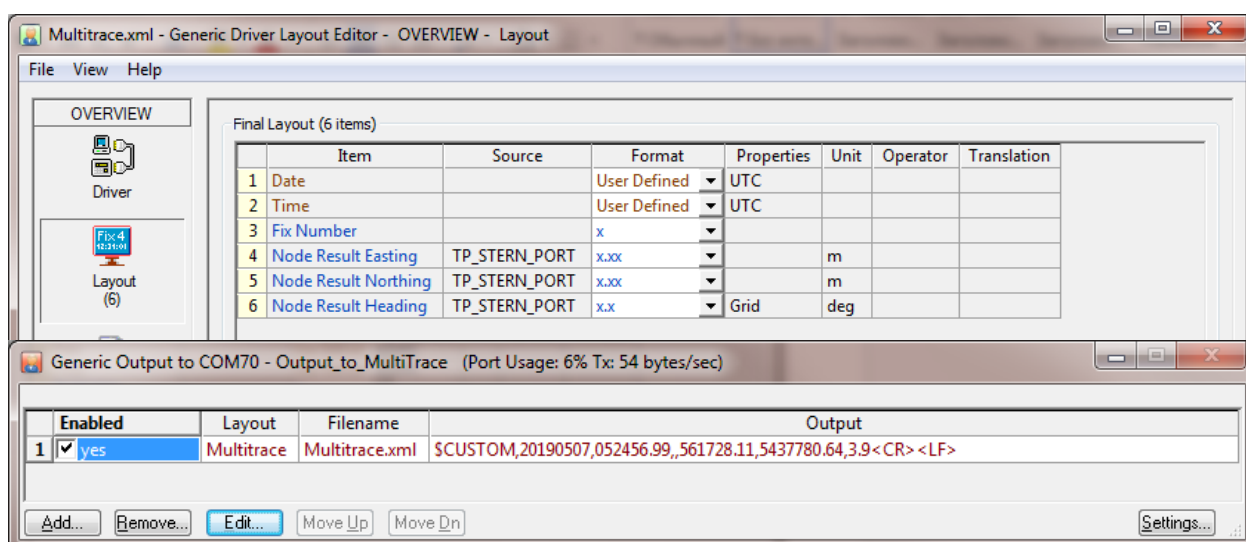 Multitrace.xml - Generic Driver Layout Editor - OVERVIEW - Layout
File View Help
OVERVIEW
Driver
Fix 4
12:31:01
Layout
(6)
Final Layout (6 items)
Item Source Format Properties Unit Operator Translation
1 Date User Defined UTC
2 Time User Defined UTC
3 Fix Number x
4 Node Result Easting TP_STERN_PORT x.xx m
5 Node Result Northing TP_STERN_PORT x.xx m
6 Node Result Heading TP_STERN_PORT x.x Grid deg
Generic Output to COM70 - Output_to_MultiTrace (Port Usage: 6% Tx: 54 bytes/sec)
Enabled Layout Filename Output
1 yes Multitrace Multitrace.xml $CUSTOM,20190507,052456.99,,561728.11,5437780.64,3.9<CR><LF>
Add... Remove... Edit... Move Up Move Dn Settings...